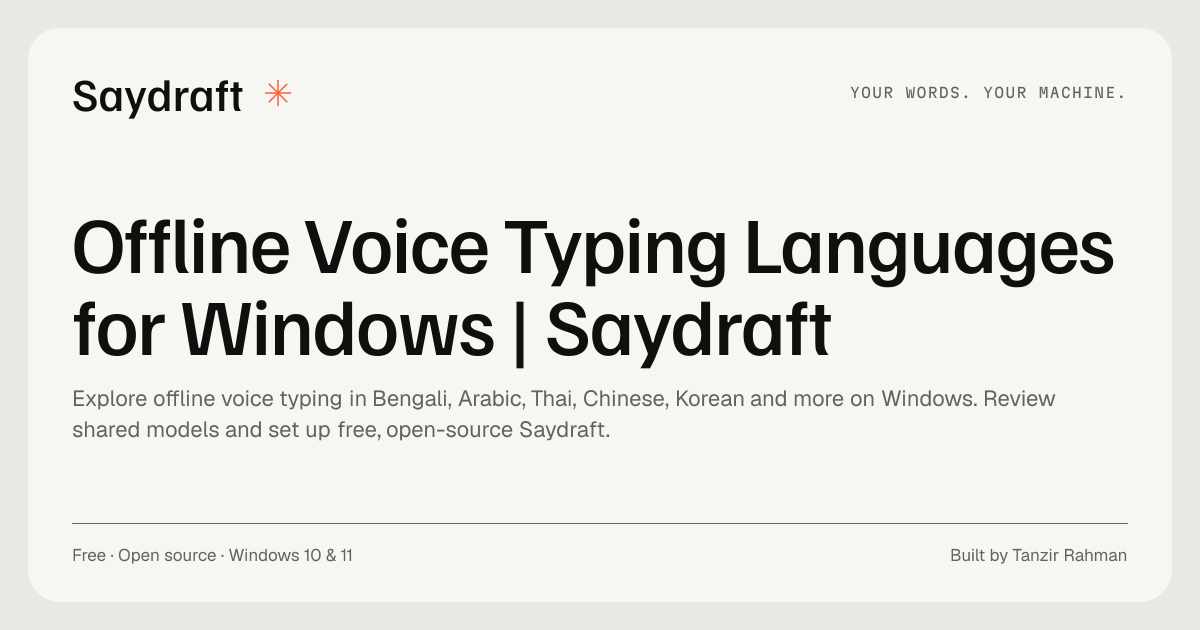 Saydraft
YOUR WORDS. YOUR MACHINE.
Offline Voice Typing Languages
for Windows | Saydraft
Explore offline voice typing in Bengali, Arabic, Thai, Chinese, Korean and more on Windows. Review
shared models and set up free, open-source Saydraft.
Free · Open source · Windows 10 & 11
Built by Tanzir Rahman